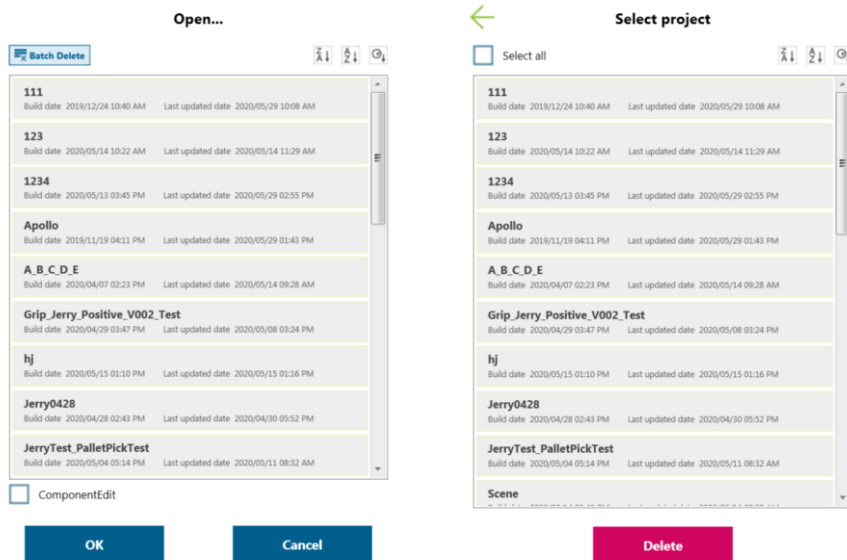 Open...
Batch Delete
111
Build date 2019/12/24 10:40 AM Last updated date 2020/05/29 10:08 AM
123
Build date 2020/05/14 10:22 AM Last updated date 2020/05/14 11:29 AM
1234
Build date 2020/05/13 03:45 PM Last updated date 2020/05/29 02:55 PM
Apollo
Build date 2019/11/19 04:11 PM Last updated date 2020/05/29 01:43 PM
A_B_C_D_E
Build date 2020/04/07 02:23 PM Last updated date 2020/05/14 09:28 AM
Grip_Jerry_Positive_V002_Test
Build date 2020/04/29 03:47 PM Last updated date 2020/05/08 03:24 PM
hj
Build date 2020/05/15 01:10 PM Last updated date 2020/05/15 01:16 PM
Jerry0428
Build date 2020/04/28 02:43 PM Last updated date 2020/04/30 05:52 PM
JerryTest_PalletPickTest
Build date 2020/05/04 05:14 PM Last updated date 2020/05/11 08:32 AM
ComponentEdit
OK
Cancel
Select project
Select all
111
Build date 2019/12/24 10:40 AM Last updated date 2020/05/29 10:08 AM
123
Build date 2020/05/14 10:22 AM Last updated date 2020/05/14 11:29 AM
1234
Build date 2020/05/13 03:45 PM Last updated date 2020/05/29 02:55 PM
Apollo
Build date 2019/11/19 04:11 PM Last updated date 2020/05/29 01:43 PM
A_B_C_D_E
Build date 2020/04/07 02:23 PM Last updated date 2020/05/14 09:28 AM
Grip_Jerry_Positive_V002_Test
Build date 2020/04/29 03:47 PM Last updated date 2020/05/08 03:24 PM
hj
Build date 2020/05/15 01:10 PM Last updated date 2020/05/15 01:16 PM
Jerry0428
Build date 2020/04/28 02:43 PM Last updated date 2020/04/30 05:52 PM
JerryTest_PalletPickTest
Build date 2020/05/04 05:14 PM Last updated date 2020/05/11 08:32 AM
Scene
Delete